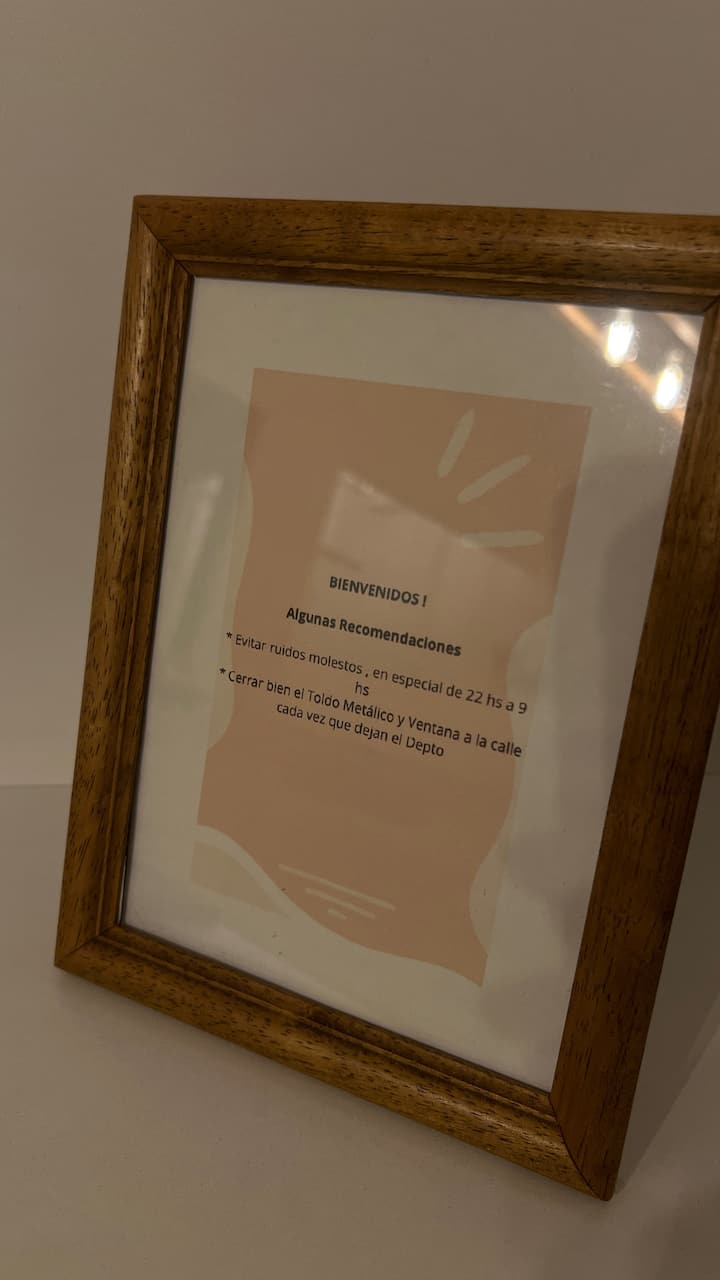 BIENVENIDOS !
Algunas Recomendaciones
* Evitar ruidos molestos , en especial de 22 hs a 9
hs
* Cerrar bien el Toldo Metálico y Ventana a la calle
cada vez que dejan el Depto